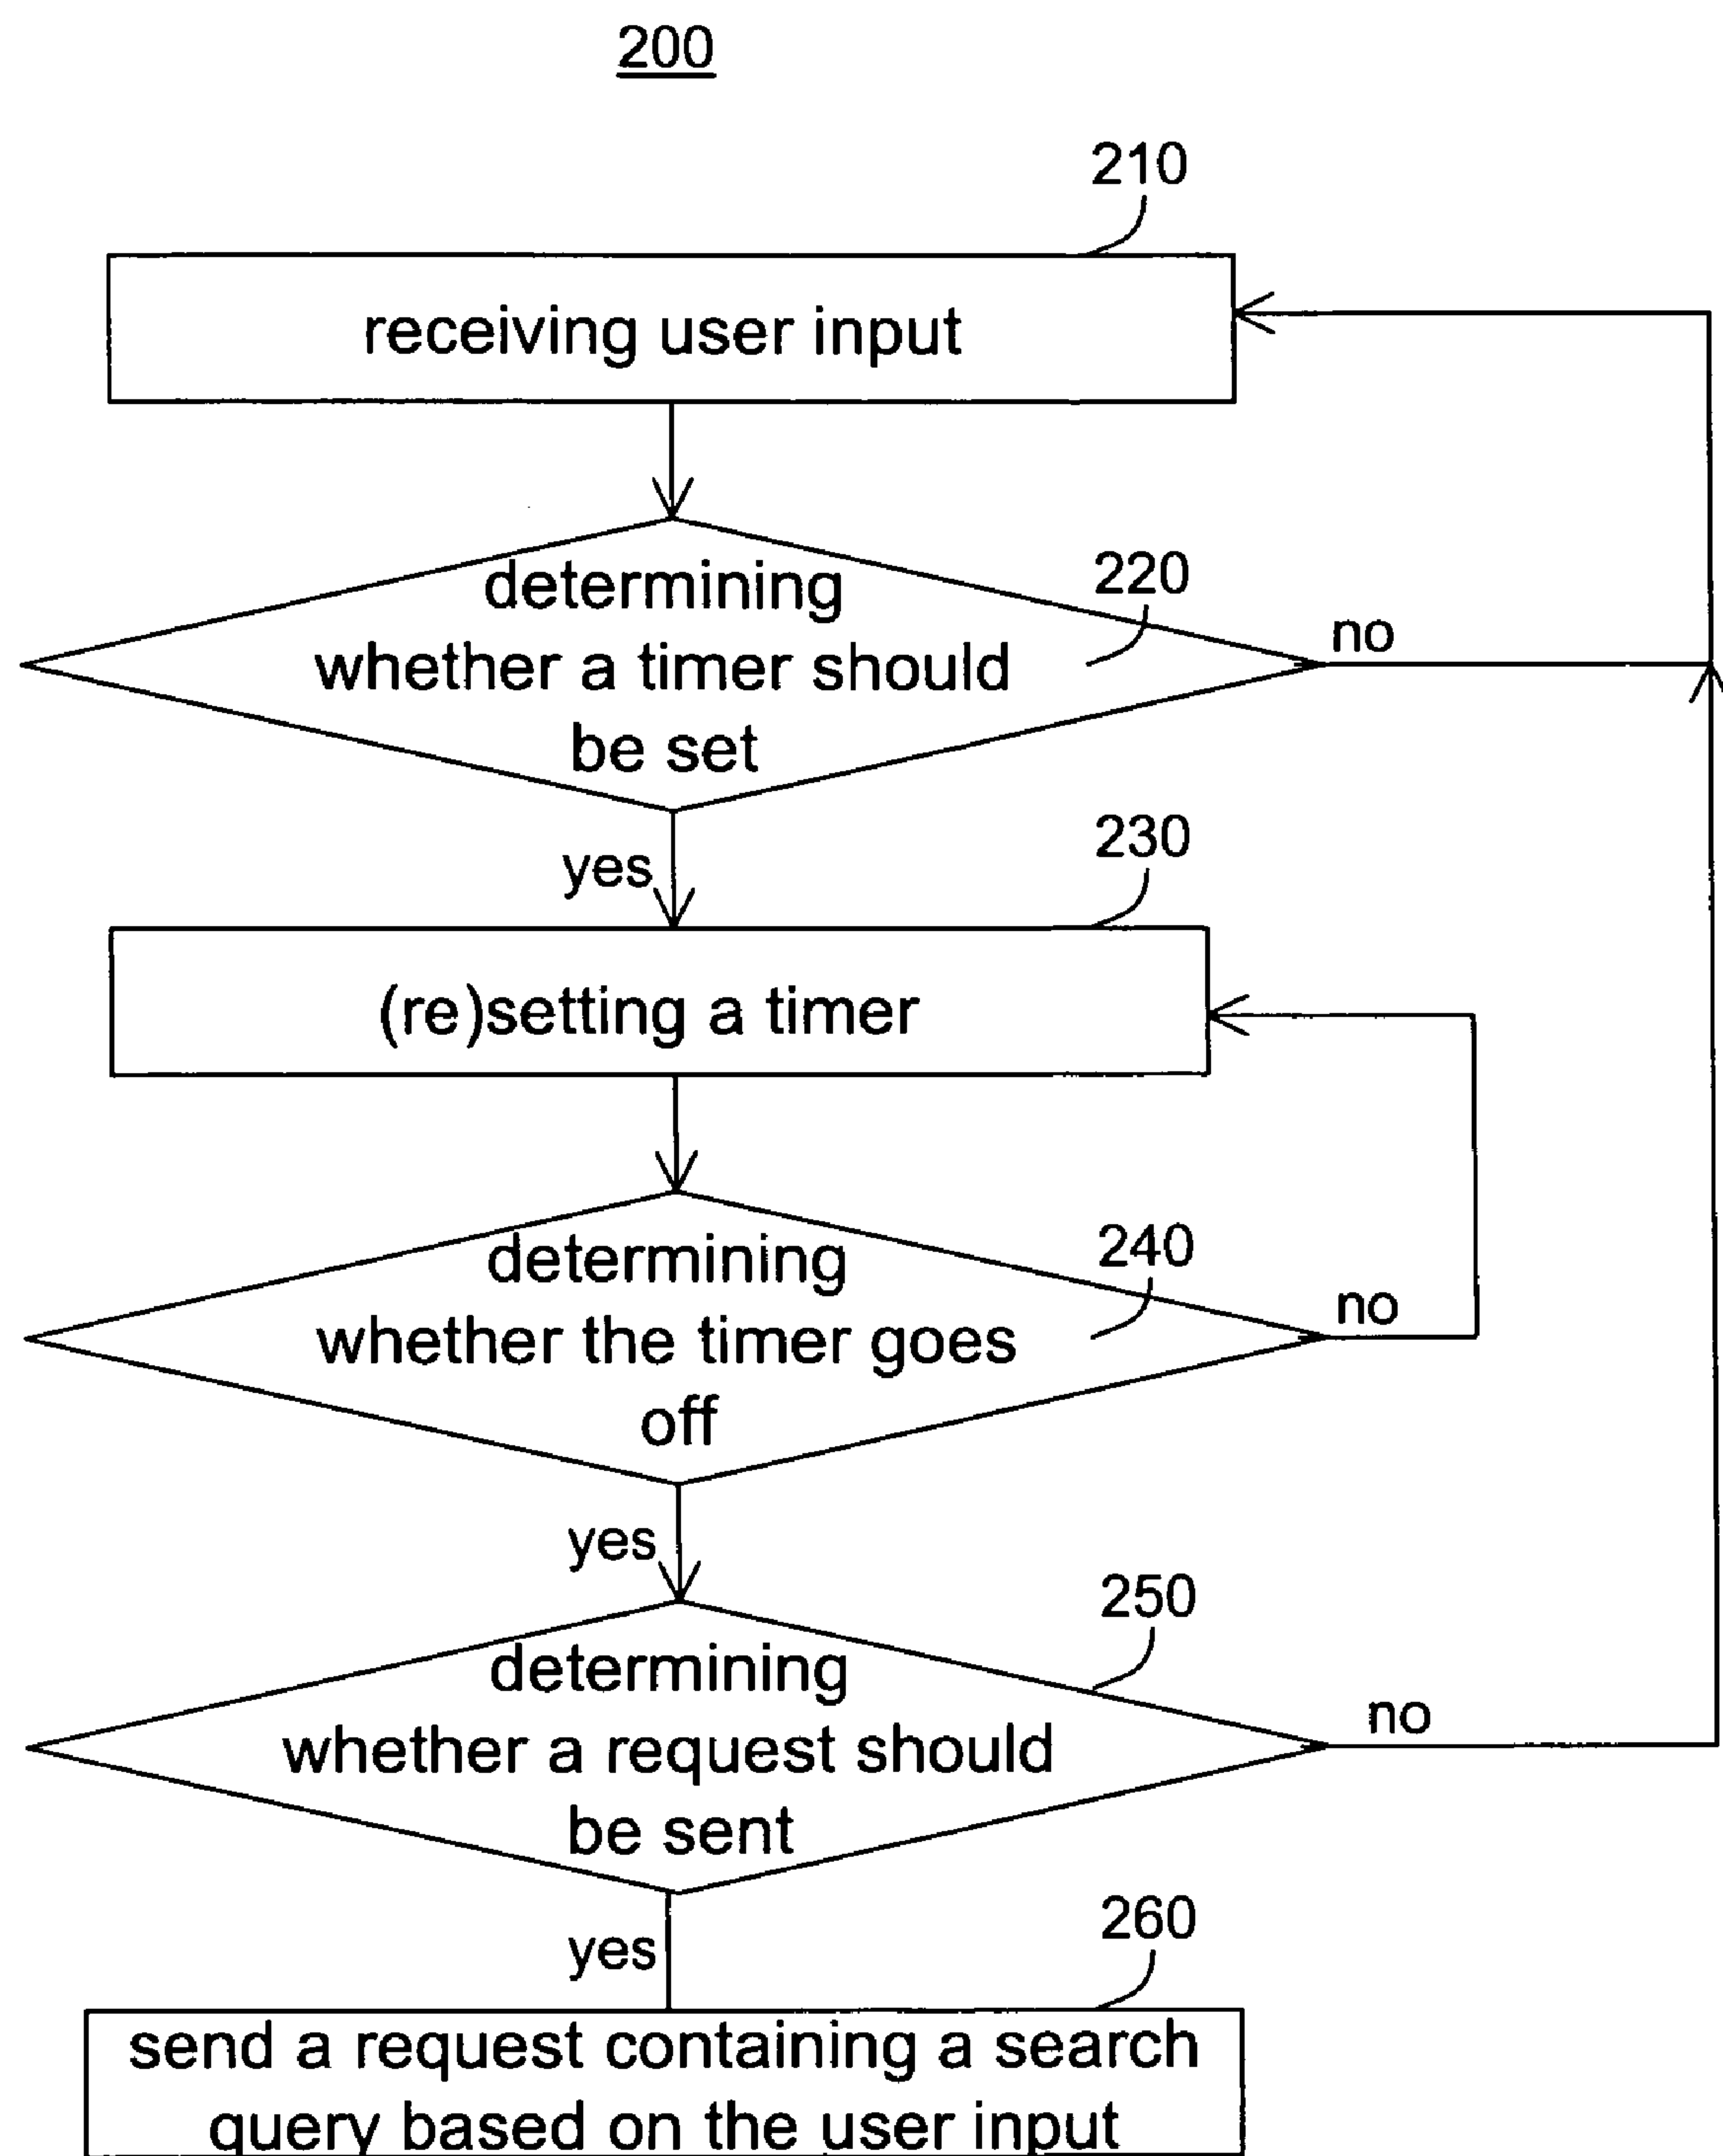 200
210
receiving user input
determining
220
whether a timer should
no
be set
230
yes
(re)setting a timer
determining
240
whether the timer goes
no
off
yes
250
determining
whether a request should
no
be sent
260
yes
send a request containing a search
query based on the user input